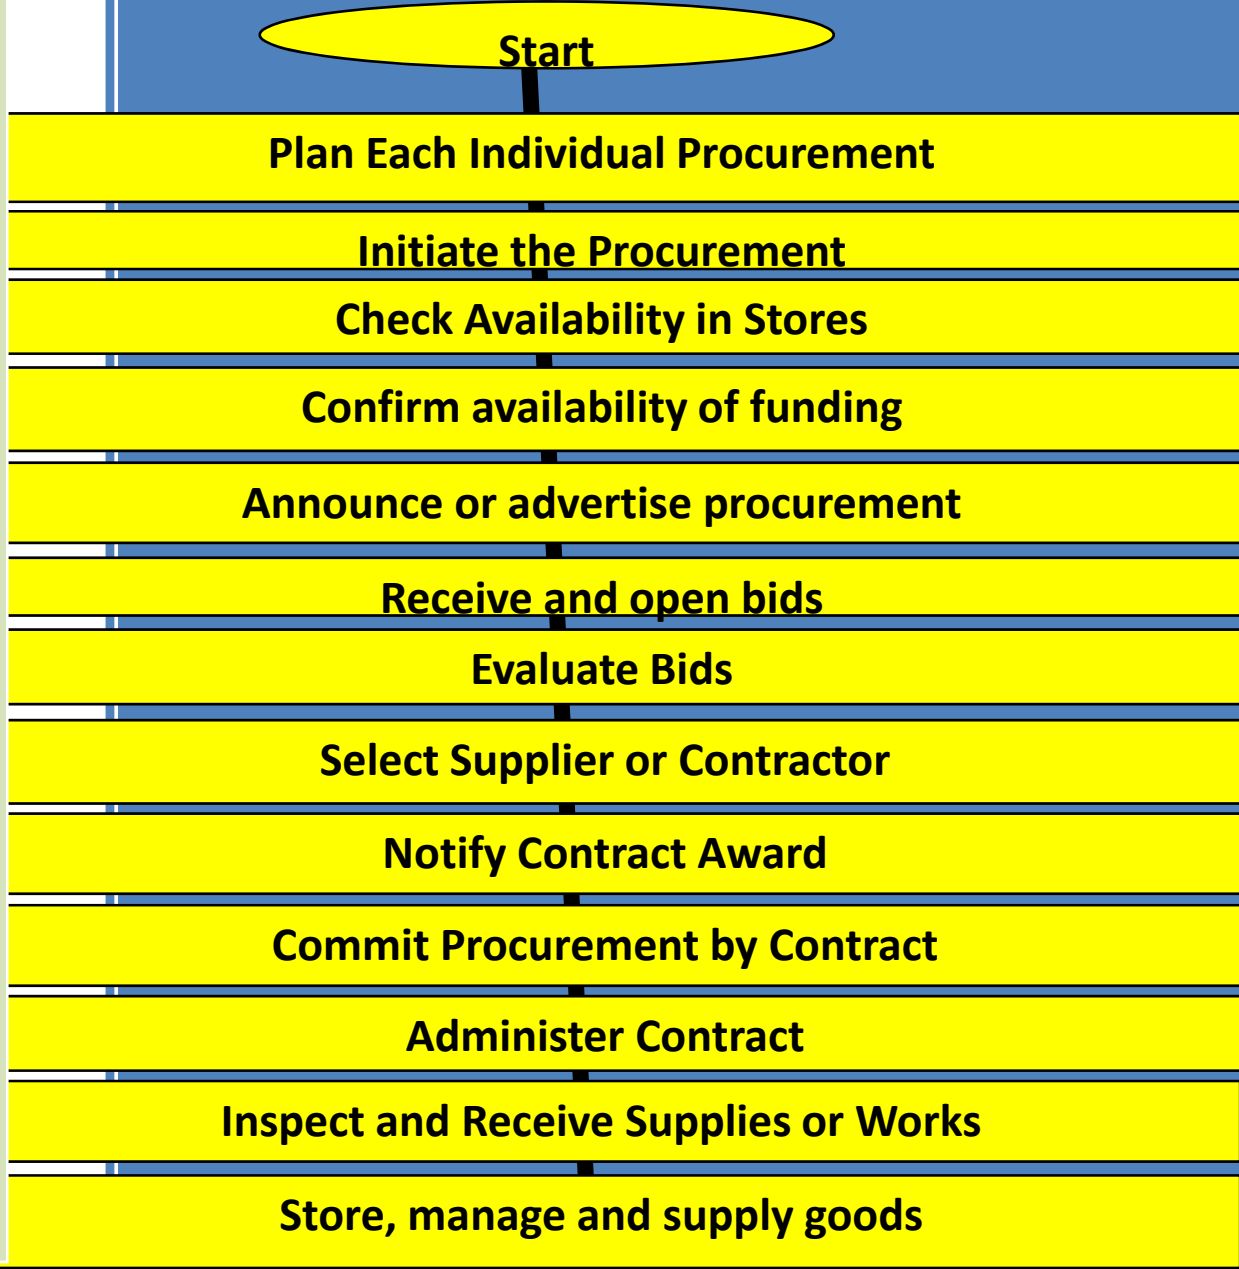 Start
Plan Each Individual Procurement
Initiate the Procurement
Check Availability in Stores
Confirm availability of funding
Announce or advertise procurement
Receive and open bids
Evaluate Bids
Select Supplier or Contractor
Notify Contract Award
Commit Procurement by Contract
Administer Contract
Inspect and Receive Supplies or Works
Store, manage and supply goods